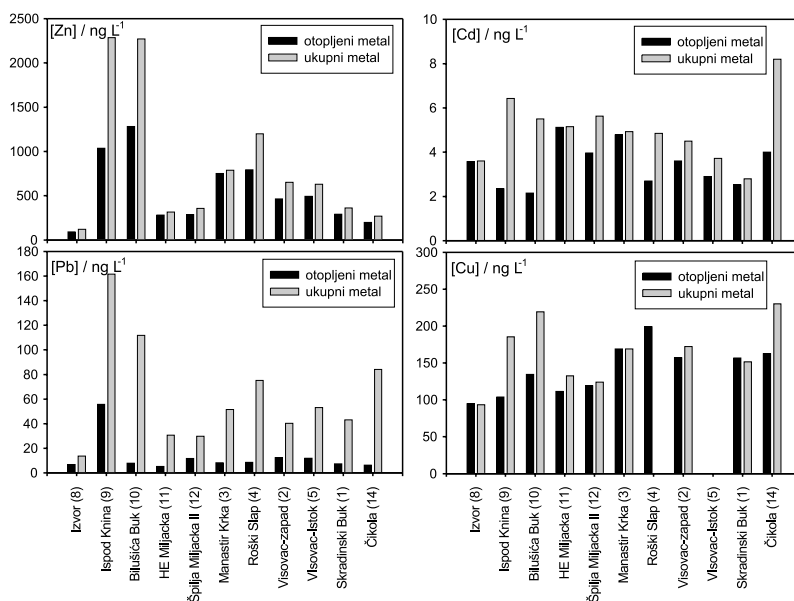 [Zn] / ng L-1
otopljeni metal
ukupni metal
2500
2000
1500
1000
500
0
[Cd] / ng L-1
otopljeni metal
ukupni metal
10
8
6
4
2
0
[Pb] / ng L-1
otopljeni metal
ukupni metal
180
160
140
120
100
80
60
40
20
0
[Cu] / ng L-1
otopljeni metal
ukupni metal
300
250
200
150
100
50
0
Izvor (8)
Ispod Knina (9)
Bilušića Buk (10)
HE Miljacka (11)
Špilja Miljacka II (12)
Manastir Krka (3)
Roški Slap (4)
Visovac-zapad (2)
VIsovac-Istok (5)
Skradinski Buk (1)
Čikola (14)
Izvor (8)
Ispod Knina (9)
Bilušića Buk (10)
HE Miljacka (11)
Špilja Miljacka II (12)
Manastir Krka (3)
Roški Slap (4)
Visovac-zapad (2)
VIsovac-Istok (5)
Skradinski Buk (1)
Čikola (14)